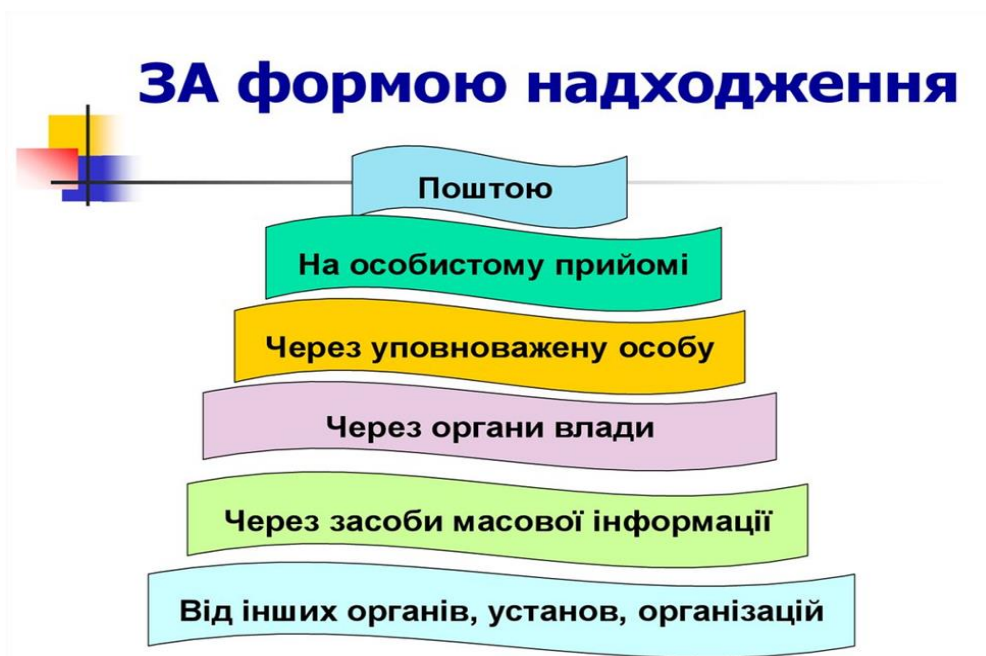 ЗА формою надходження
Поштою
На особистому прийомі
Через уповноважену особу
Через органи влади
Через засоби масової інформації
Від інших органів, установ, організацій